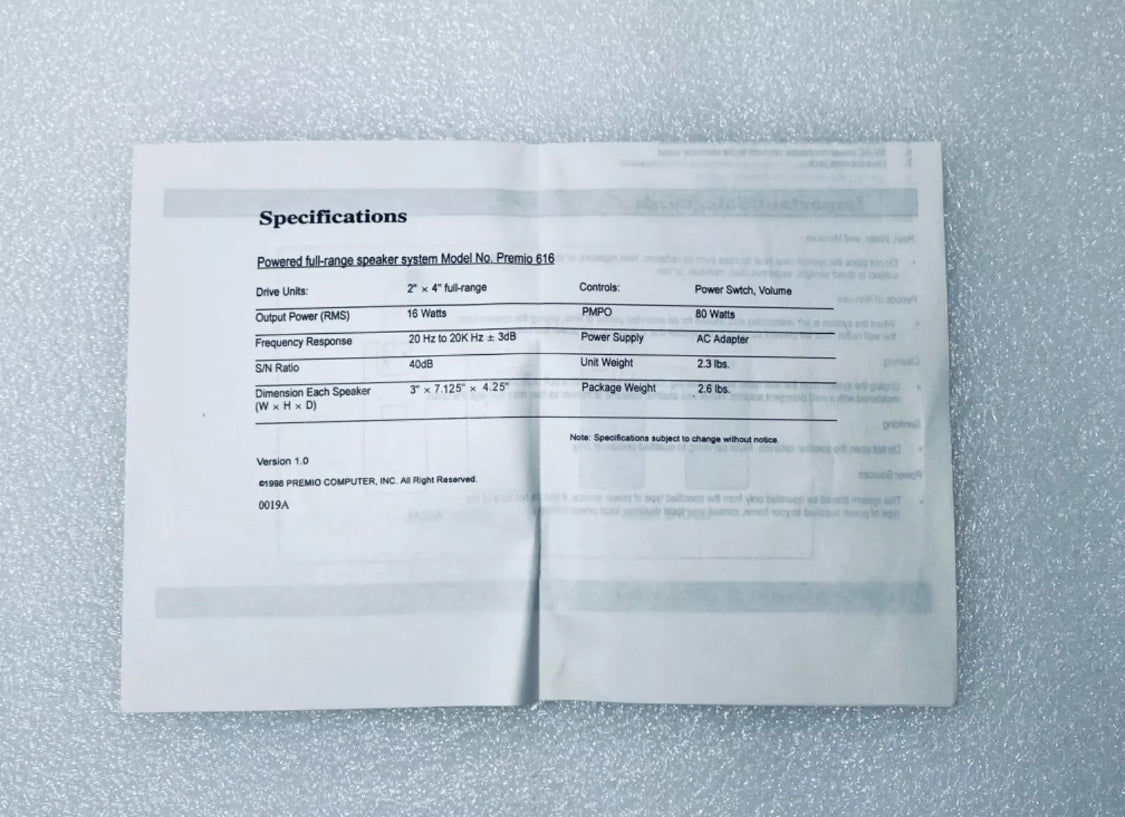 Specifications
Powered full-range speaker system Model No. Premio 616
Drive Units: 2" × 4" full-range Controls: Power Swtch, Volume
Output Power (RMS) 16 Watts PMPO 80 Watts
Frequency Response 20 Hz to 20K Hz ± 3dB Power Supply AC Adapter
S/N Ratio 40dB Unit Weight 2.3 lbs.
Dimension Each Speaker 3" × 7.125" × 4.25" Package Weight 2.6 lbs.
(W × H × D)
Note: Specifications subject to change without notice.
Version 1.0
©1998 PREMIO COMPUTER, INC. All Right Reserved.
0019A